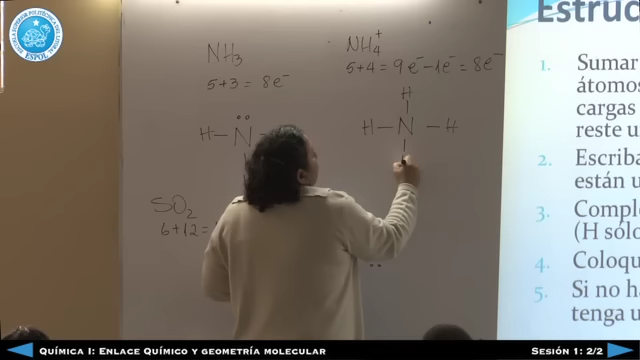 ESPOL
NH3
5+3 = 8e⁻
H—N̈—
SO2
6+12=
NH4⁺
5+4 = 9e⁻-1e⁻ = 8e⁻
H
|
H—N—H
|
Estruc
1. Sumar
átomos
cargas
reste u
2. Escriba
están u
3. Comple
(H sólo
4. Coloqu
5. Si no ha
tenga u
QUÍMICA I: ENLACE QUÍMICO Y GEOMETRÍA MOLECULAR
SESIÓN 1: 2/2